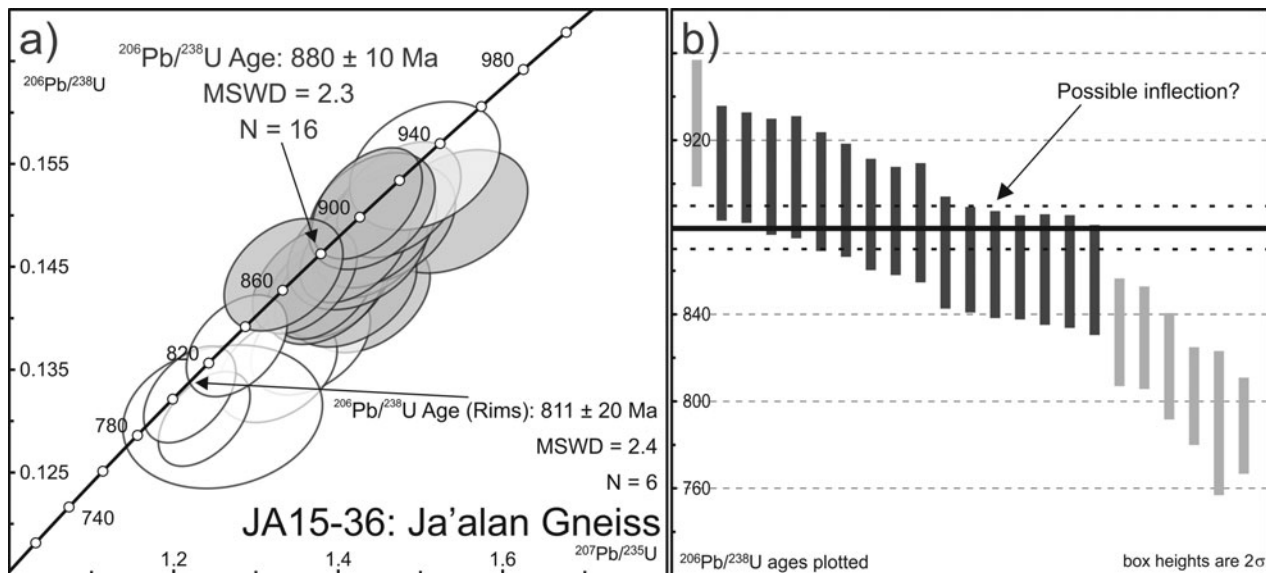 a)
²⁰⁶Pb/²³⁸U Age: 880 ± 10 Ma
MSWD = 2.3
N = 16
²⁰⁶Pb/²³⁸U
980
940
900
860
820
780
740
0.155
0.145
0.135
0.125
²⁰⁶Pb/²³⁸U Age (Rims): 811 ± 20 Ma
MSWD = 2.4
N = 6
JA15-36: Ja'alan Gneiss
²⁰⁷Pb/²³⁵U
1.2 1.4 1.6
b)
Possible inflection?
920
840
800
760
²⁰⁶Pb/²³⁸U ages plotted
box heights are 2σ